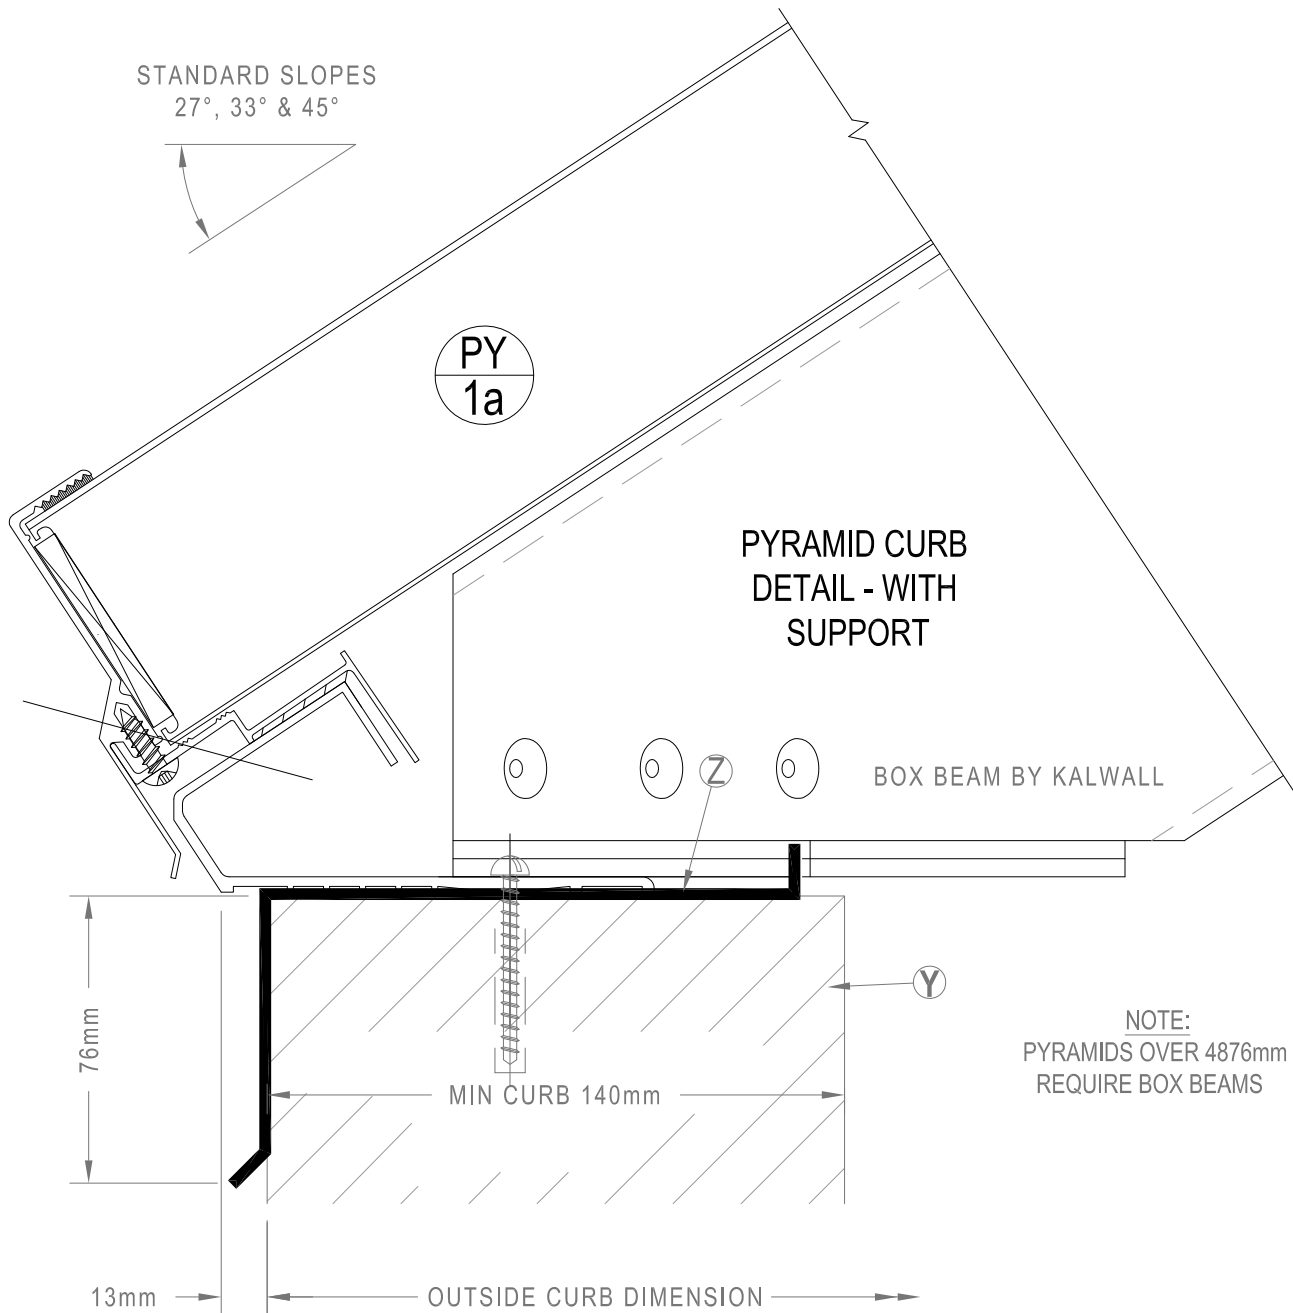 STANDARD SLOPES
27°, 33° & 45°
PY
1a
PYRAMID CURB
DETAIL - WITH
SUPPORT
Z
BOX BEAM BY KALWALL
Y
NOTE:
PYRAMIDS OVER 4876mm
REQUIRE BOX BEAMS
76mm
MIN CURB 140mm
13mm
OUTSIDE CURB DIMENSION